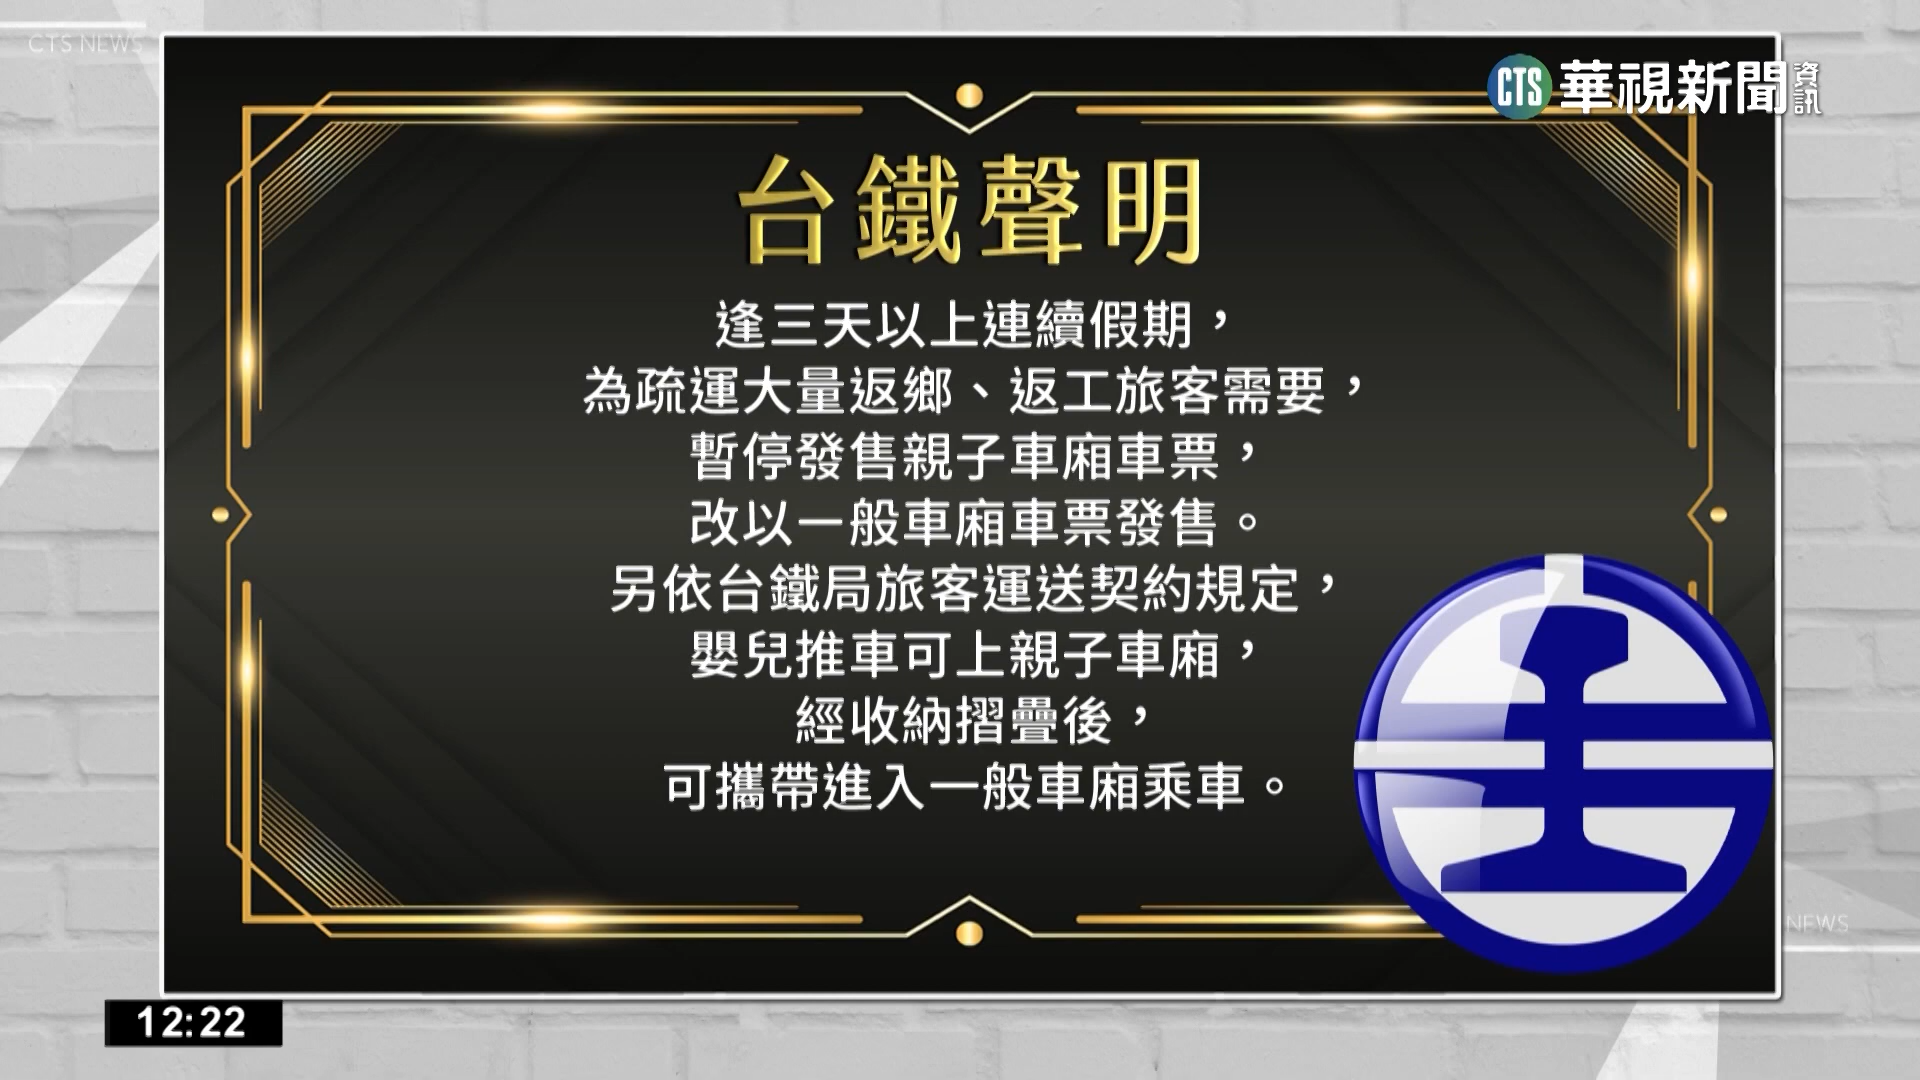 CTS NEWS
CTS 華視新聞資訊
台鐵聲明
逢三天以上連續假期，
為疏運大量返鄉、返工旅客需要，
暫停發售親子車廂車票，
改以一般車廂車票發售。
另依台鐵局旅客運送契約規定，
嬰兒推車可上親子車廂，
經收納摺疊後，
可攜帶進入一般車廂乘車。
NEWS
12:22